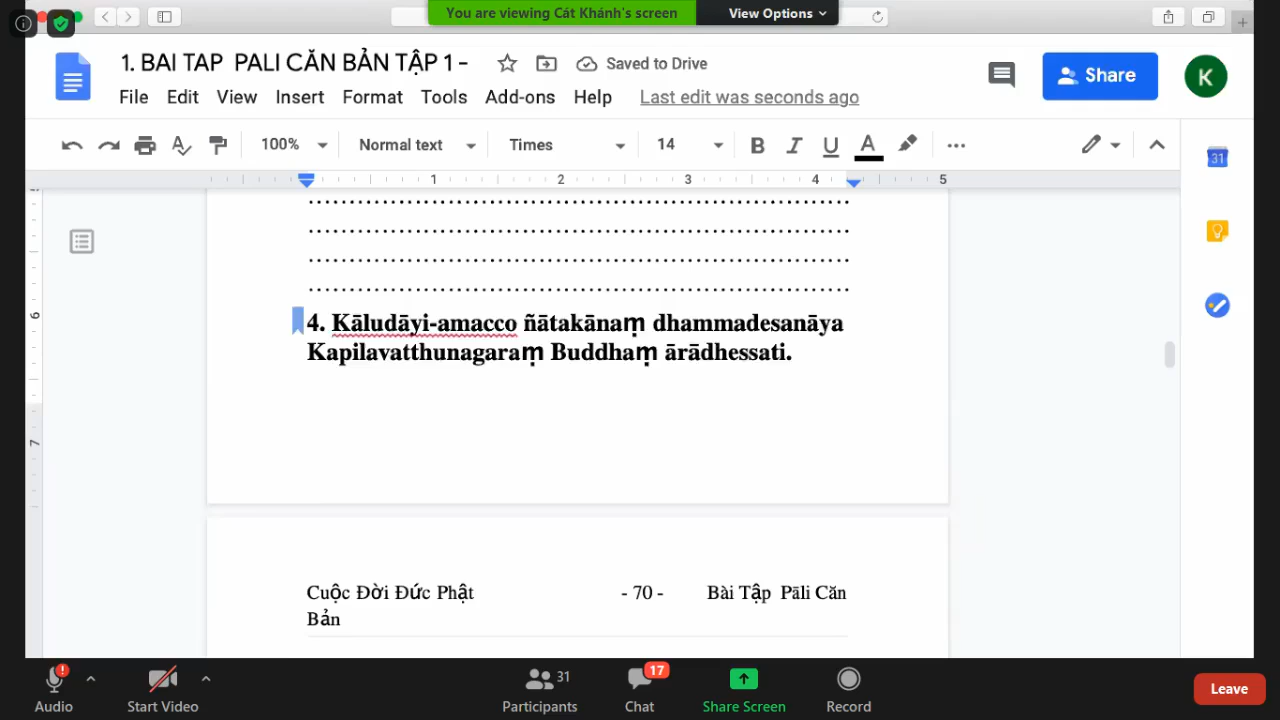 You are viewing Cát Khánh's screen View Options
1. BAI TAP PALI CĂN BẢN TẬP 1 - Saved to Drive
Share
K
File Edit View Insert Format Tools Add-ons Help Last edit was seconds ago
100% Normal text Times 14 B I U A
1 2 3 4 5
31
......................................................................
......................................................................
......................................................................
......................................................................
4. Kāludāyi-amacco ñātakānaṃ dhammadesanāya
Kapilavatthunagaraṃ Buddhaṃ ārādhessati.
6
7
Cuộc Đời Đức Phật - 70 - Bài Tập Pāli Căn
Bản
31 17
Audio Start Video Participants Chat Share Screen Record Leave